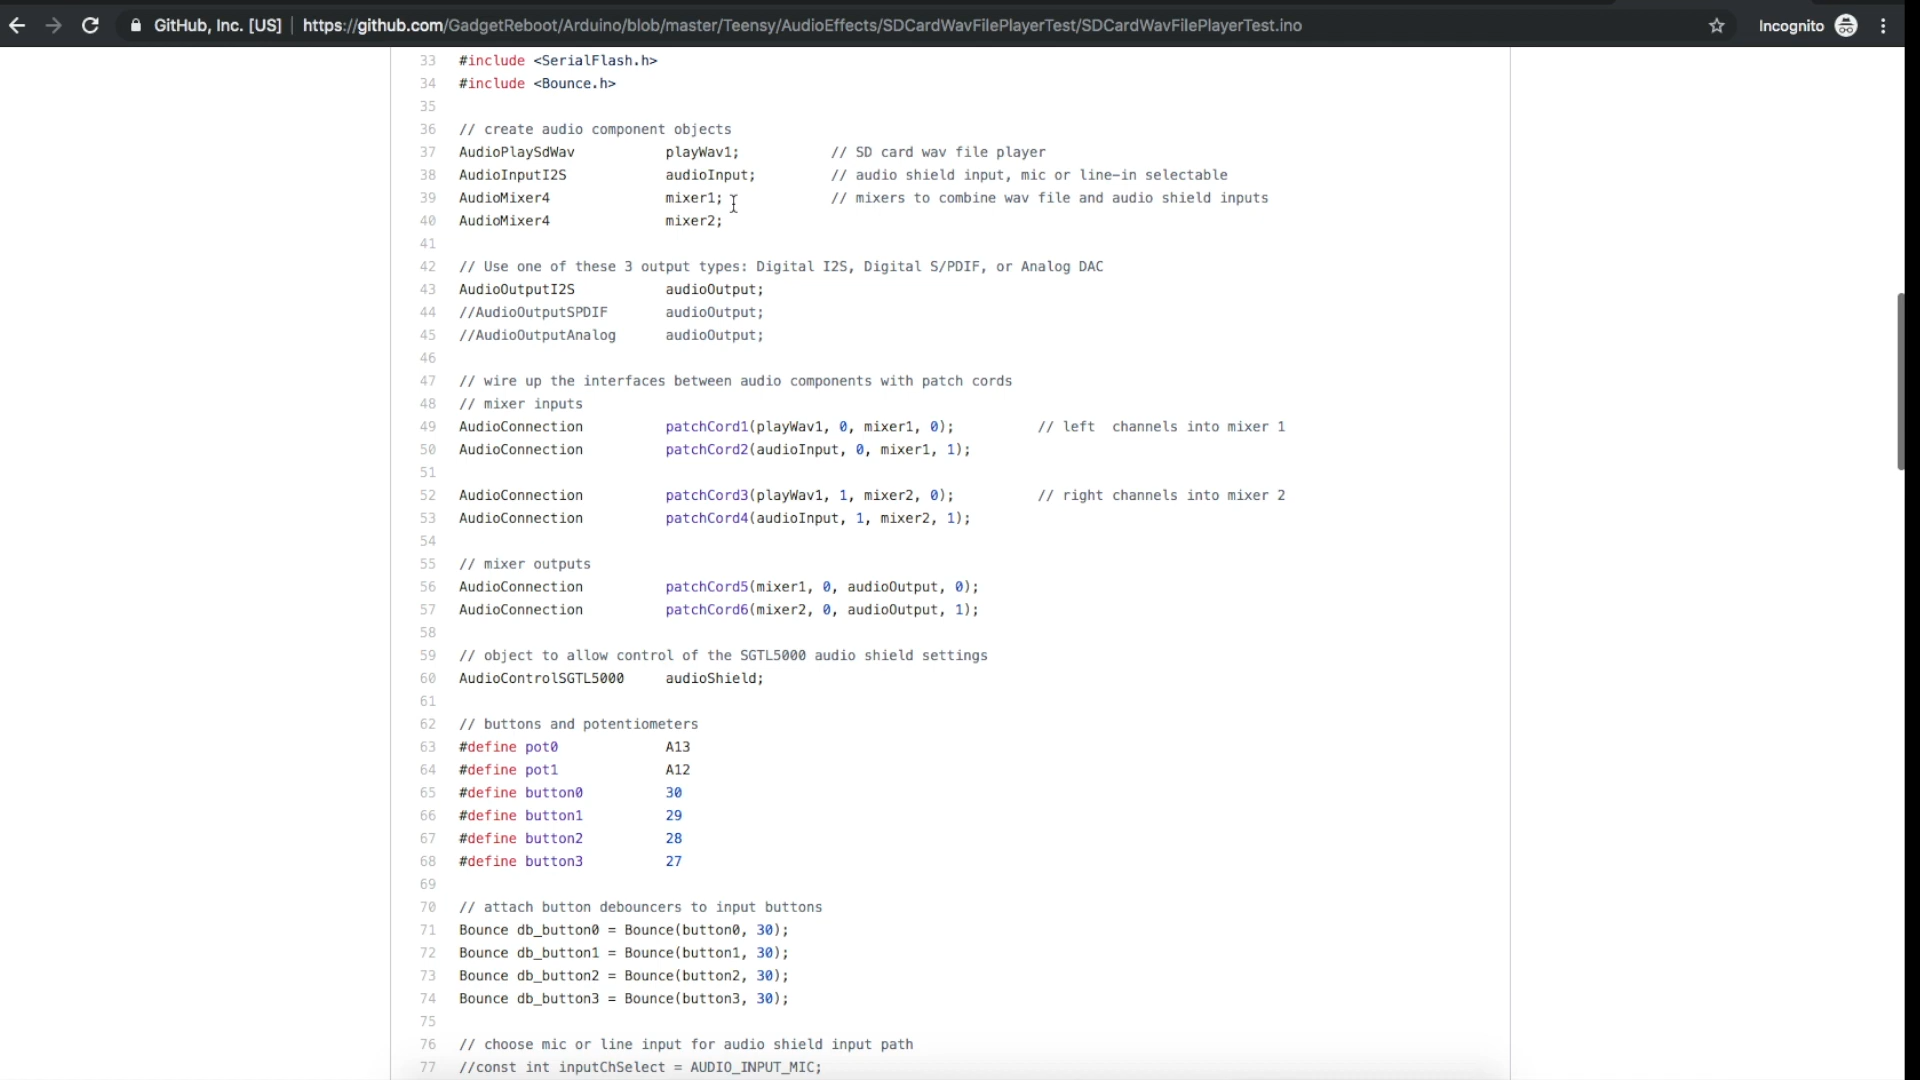 GitHub, Inc. [US] | https://github.com/GadgetReboot/Arduino/blob/master/Teensy/AudioEffects/SDCardWavFilePlayerTest/SDCardWavFilePlayerTest.ino Incognito
33 #include <SerialFlash.h>
34 #include <Bounce.h>
35
36 // create audio component objects
37 AudioPlaySdWav playWav1; // SD card wav file player
38 AudioInputI2S audioInput; // audio shield input, mic or line-in selectable
39 AudioMixer4 mixer1; // mixers to combine wav file and audio shield inputs
40 AudioMixer4 mixer2;
41
42 // Use one of these 3 output types: Digital I2S, Digital S/PDIF, or Analog DAC
43 AudioOutputI2S audioOutput;
44 //AudioOutputSPDIF audioOutput;
45 //AudioOutputAnalog audioOutput;
46
47 // wire up the interfaces between audio components with patch cords
48 // mixer inputs
49 AudioConnection patchCord1(playWav1, 0, mixer1, 0); // left channels into mixer 1
50 AudioConnection patchCord2(audioInput, 0, mixer1, 1);
51
52 AudioConnection patchCord3(playWav1, 1, mixer2, 0); // right channels into mixer 2
53 AudioConnection patchCord4(audioInput, 1, mixer2, 1);
54
55 // mixer outputs
56 AudioConnection patchCord5(mixer1, 0, audioOutput, 0);
57 AudioConnection patchCord6(mixer2, 0, audioOutput, 1);
58
59 // object to allow control of the SGTL5000 audio shield settings
60 AudioControlSGTL5000 audioShield;
61
62 // buttons and potentiometers
63 #define pot0 A13
64 #define pot1 A12
65 #define button0 30
66 #define button1 29
67 #define button2 28
68 #define button3 27
69
70 // attach button debouncers to input buttons
71 Bounce db_button0 = Bounce(button0, 30);
72 Bounce db_button1 = Bounce(button1, 30);
73 Bounce db_button2 = Bounce(button2, 30);
74 Bounce db_button3 = Bounce(button3, 30);
75
76 // choose mic or line input for audio shield input path
77 //const int inputChSelect = AUDIO_INPUT_MIC;